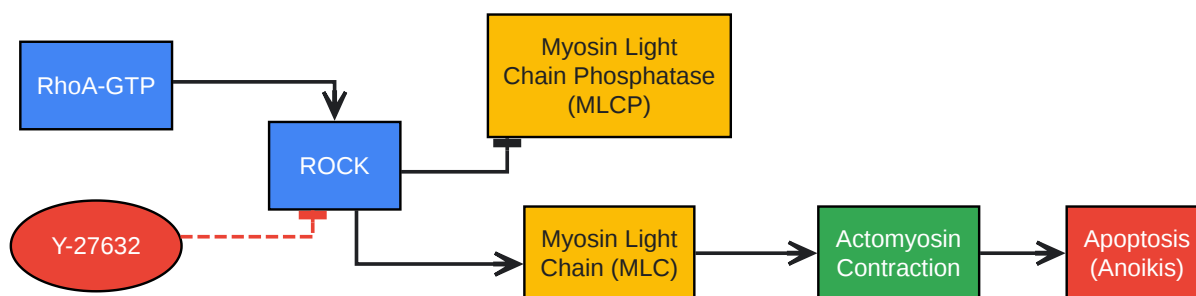 Myosin Light
Chain Phosphatase
(MLCP)
RhoA-GTP
ROCK
Y-27632
Myosin Light
Chain (MLC)
Actomyosin
Contraction
Apoptosis
(Anoikis)